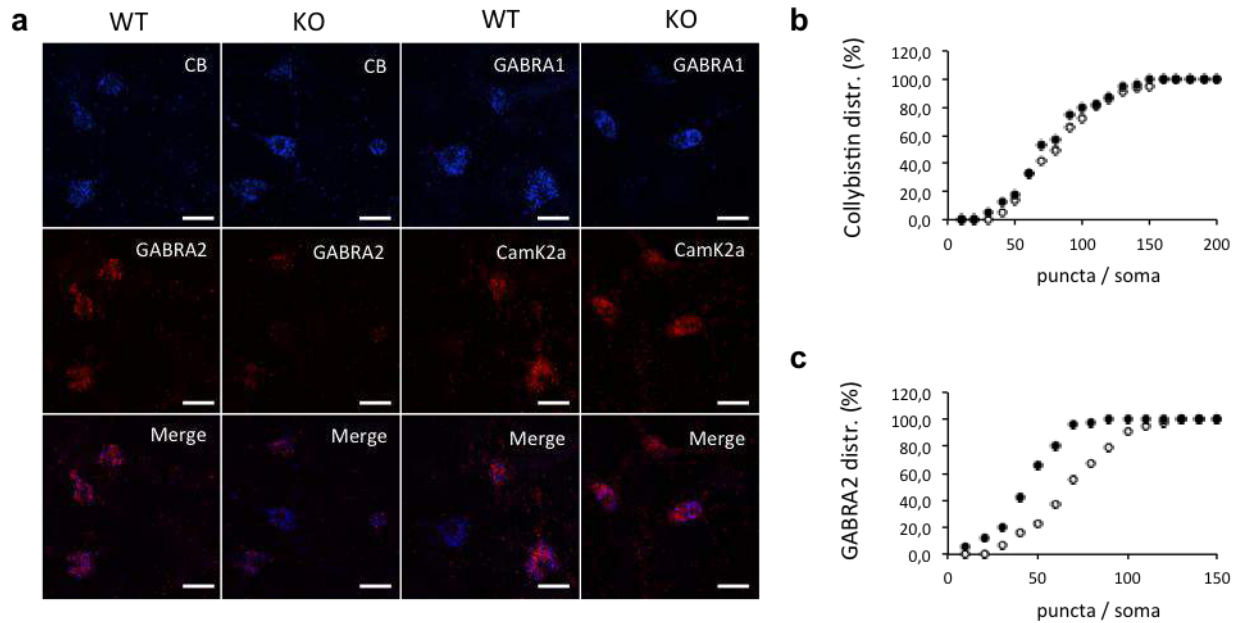 a
WT KO WT KO
CB CB GABRA1 GABRA1
GABRA2 GABRA2 CamK2a CamK2a
Merge Merge Merge Merge
b
Collybistin distr. (%)
120,0
100,0
80,0
60,0
40,0
20,0
0,0
50 100 150 200
puncta / soma
c
GABRA2 distr. (%)
120,0
100,0
80,0
60,0
40,0
20,0
0,0
0 50 100 150
puncta / soma